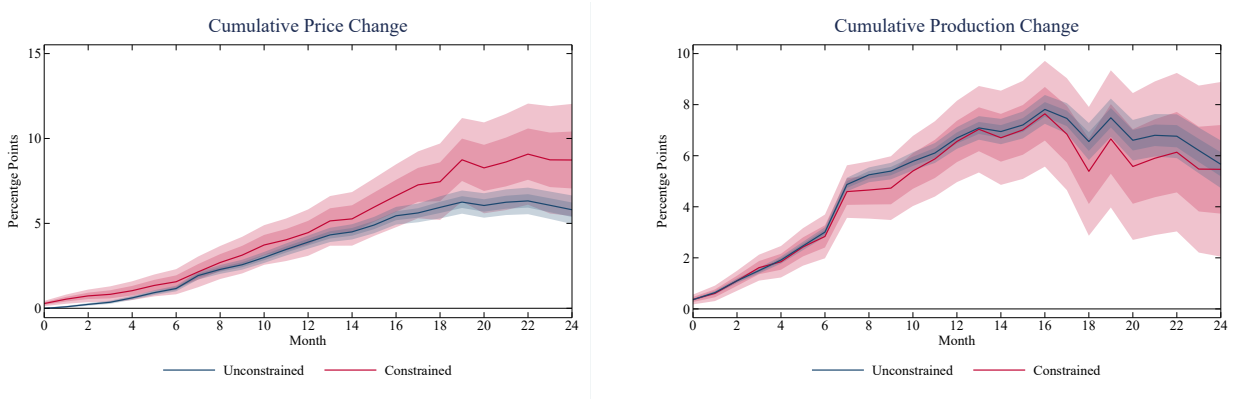 Cumulative Price Change
Percentge Points
15
10
5
0
0 2 4 6 8 10 12 14 16 18 20 22 24
Month
Unconstrained Constrained
Cumulative Production Change
Percentge Points
10
8
6
4
2
0
0 2 4 6 8 10 12 14 16 18 20 22 24
Month
Unconstrained Constrained